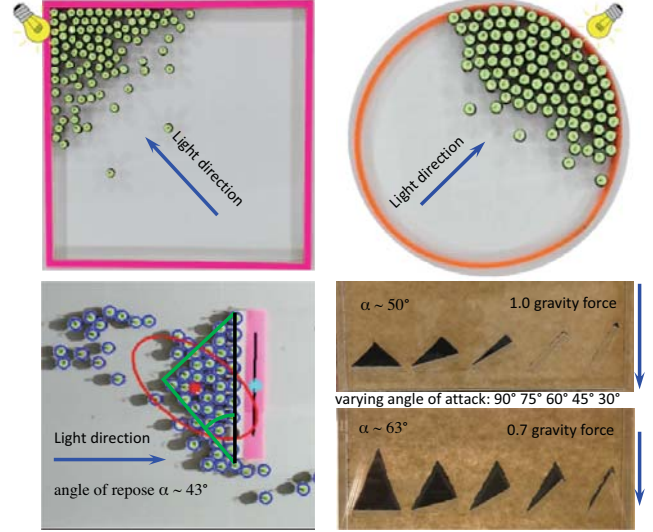 Light direction
Light direction
Light direction
angle of repose α ~ 43°
α ~ 50°
1.0 gravity force
varying angle of attack: 90° 75° 60° 45° 30°
α ~ 63°
0.7 gravity force